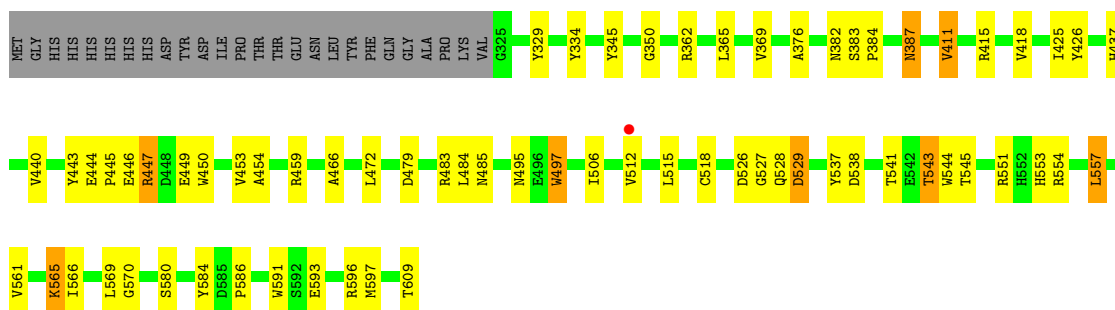 MET GLY HIS HIS HIS HIS HIS HIS ASP TYR ASP ILE PRO THR THR GLU ASN LEU TYR PHE GLN GLY ALA PRO LYS VAL G325 Y329 Y334 Y345 G350 R362 L365 V369 A376 N382 S383 P384 N387 V411 R415 V418 I425 Y426 H437
V440 Y443 E444 P445 E446 R447 D448 E449 W450 V453 A454 R459 A466 L472 D479 R483 L484 N485 N495 E496 W497 I506 V512 L515 C518 D526 G527 Q528 D529 Y537 D538 T541 E542 T543 W544 T545 R551 H552 H553 R554 L557
V561 K565 I566 L569 G570 S580 Y584 D585 P586 W591 S592 E593 R596 M597 T609